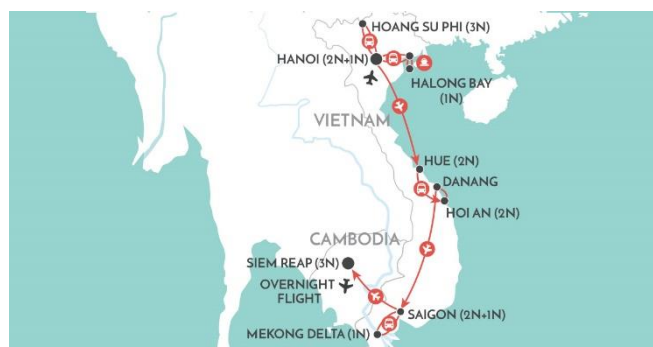 HOANG SU PHI (3N)
HANOI (2N+1N)
HALONG BAY
(1N)
VIETNAM
HUE (2N)
DANANG
HOI AN (2N)
CAMBODIA
SIEM REAP (3N)
OVERNIGHT
FLIGHT
SAIGON (2N+1N)
MEKONG DELTA (1N)